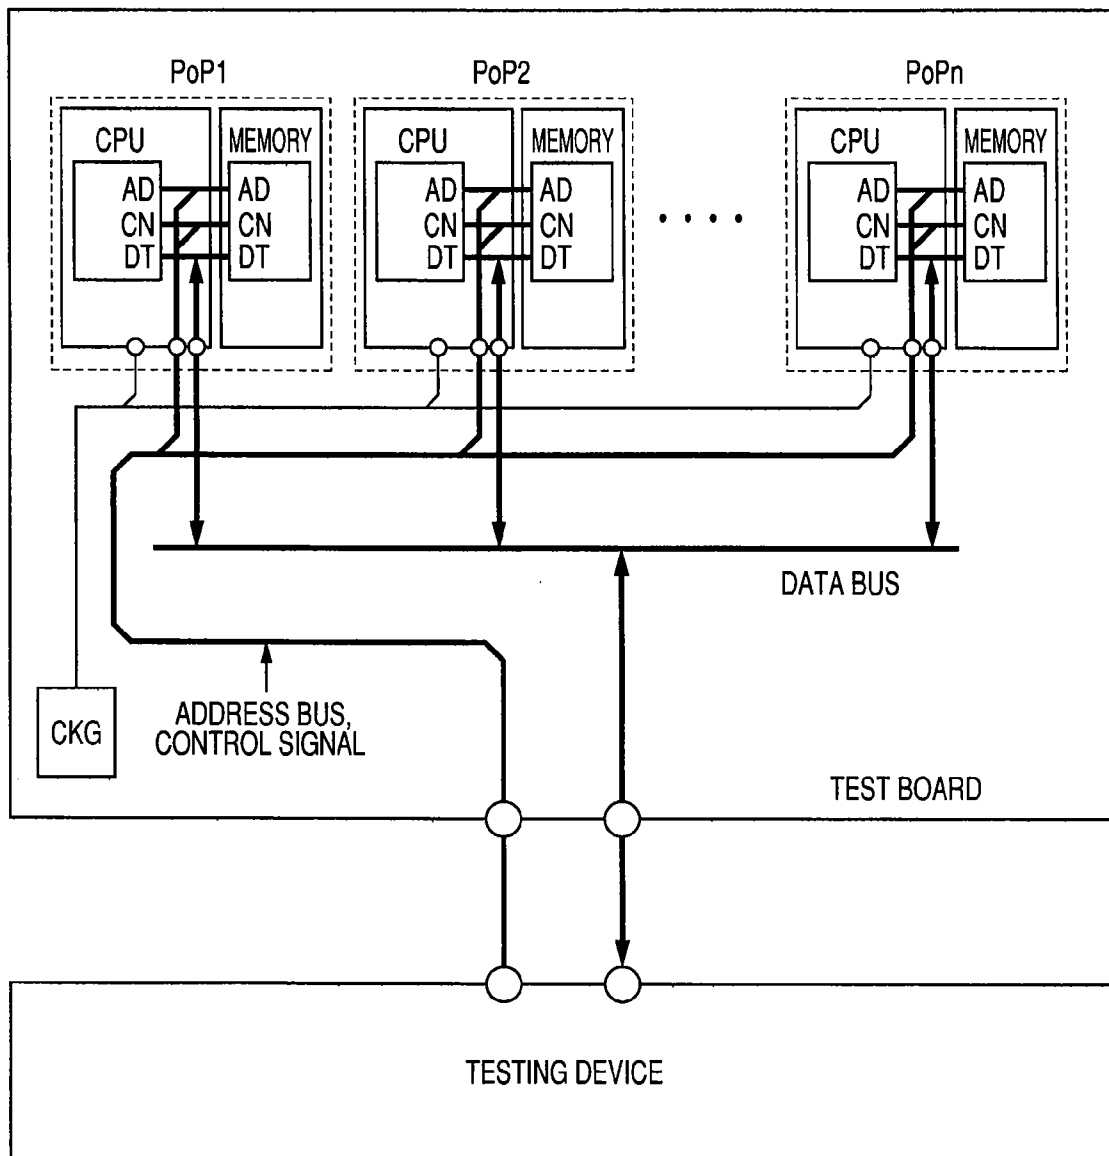 PoP1
PoP2
PoPn
CPU
MEMORY
CPU
MEMORY
CPU
MEMORY
AD
AD
AD
AD
AD
AD
CN
CN
CN
CN
CN
CN
DT
DT
DT
DT
DT
DT
DATA BUS
ADDRESS BUS,
CONTROL SIGNAL
CKG
TEST BOARD
TESTING DEVICE